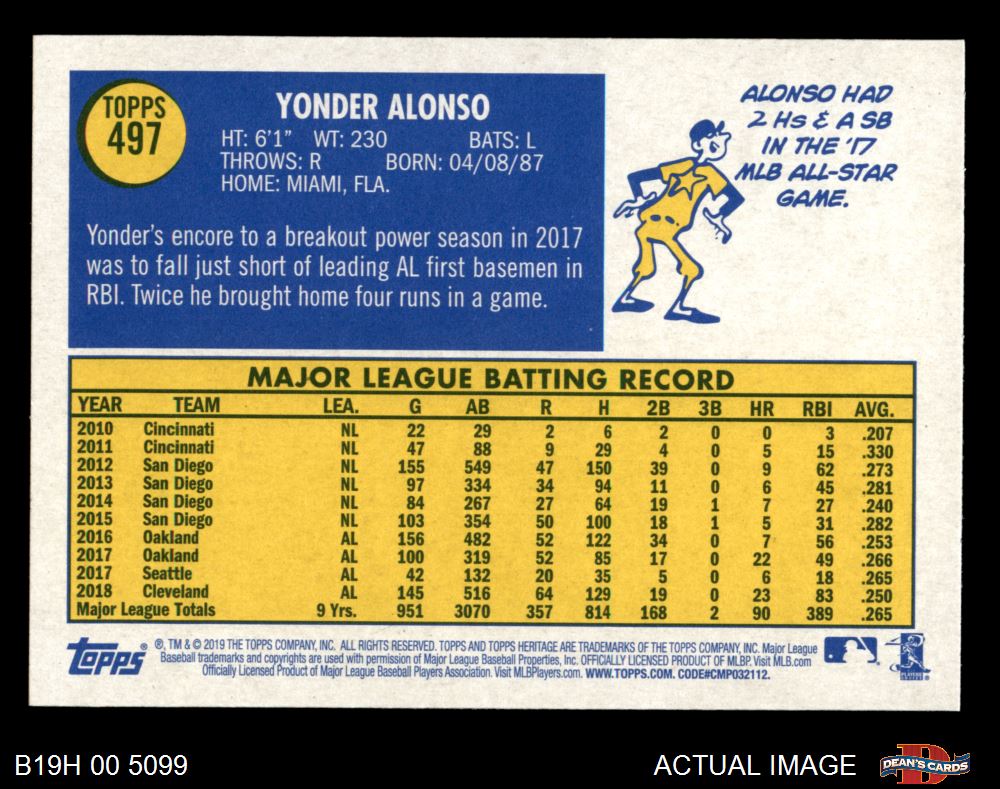 TOPPS
497
YONDER ALONSO
HT: 6'1" WT: 230 BATS: L
THROWS: R BORN: 04/08/87
HOME: MIAMI, FLA.
Yonder's encore to a breakout power season in 2017
was to fall just short of leading AL first basemen in
RBI. Twice he brought home four runs in a game.
ALONSO HAD
2 Hs & A SB
IN THE '17
MLB ALL-STAR
GAME.
MAJOR LEAGUE BATTING RECORD
YEAR TEAM LEA. G AB R H 2B 3B HR RBI AVG.
2010 Cincinnati NL 22 29 2 6 2 0 0 3 .207
2011 Cincinnati NL 47 88 9 29 4 0 5 15 .330
2012 San Diego NL 155 549 47 150 39 0 9 62 .273
2013 San Diego NL 97 334 34 94 11 0 6 45 .281
2014 San Diego NL 84 267 27 64 19 1 7 27 .240
2015 San Diego NL 103 354 50 100 18 1 5 31 .282
2016 Oakland AL 156 482 52 122 34 0 7 56 .253
2017 Oakland AL 100 319 52 85 17 0 22 49 .266
2017 Seattle AL 42 132 20 35 5 0 6 18 .265
2018 Cleveland AL 145 516 64 129 19 0 23 83 .250
Major League Totals 9 Yrs. 951 3070 357 814 168 2 90 389 .265
Topps®
®, TM & © 2019 THE TOPPS COMPANY, INC. ALL RIGHTS RESERVED. TOPPS AND TOPPS HERITAGE ARE TRADEMARKS OF THE TOPPS COMPANY, INC. Major League
Baseball trademarks and copyrights are used with permission of Major League Baseball Properties, Inc. OFFICIALLY LICENSED PRODUCT OF MLBP. Visit MLB.com
Officially Licensed Product of Major League Baseball Players Association. Visit MLBPlayers.com. WWW.TOPPS.COM. CODE#CMP032112.
B19H 00 5099
ACTUAL IMAGE
DEAN'S CARDS